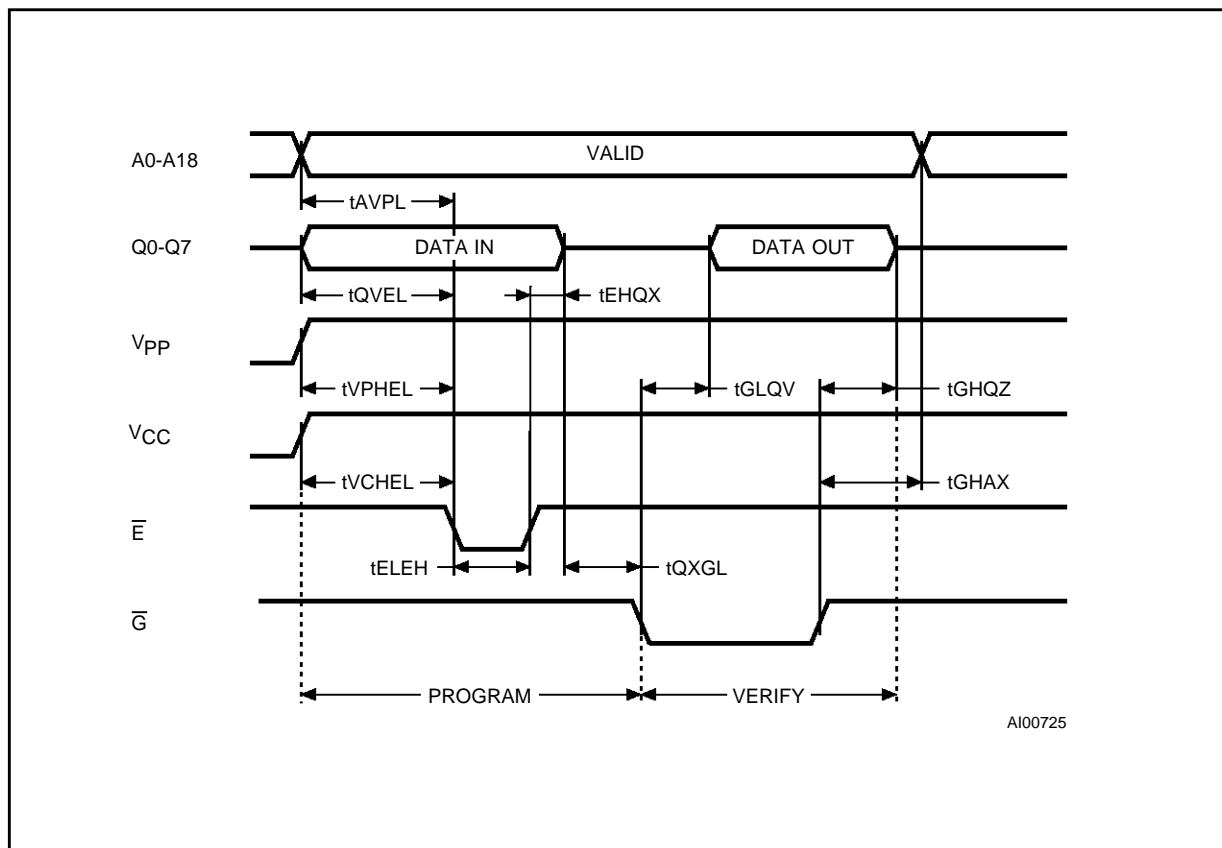 A0-A18
VALID
tAVPL
Q0-Q7
DATA IN
DATA OUT
tQVEL
tEHQX
VPP
tVPHEL
tGLQV
tGHQZ
VCC
tVCHEL
tGHAX
E̅
tELEH
tQXGL
G̅
PROGRAM
VERIFY
AI00725